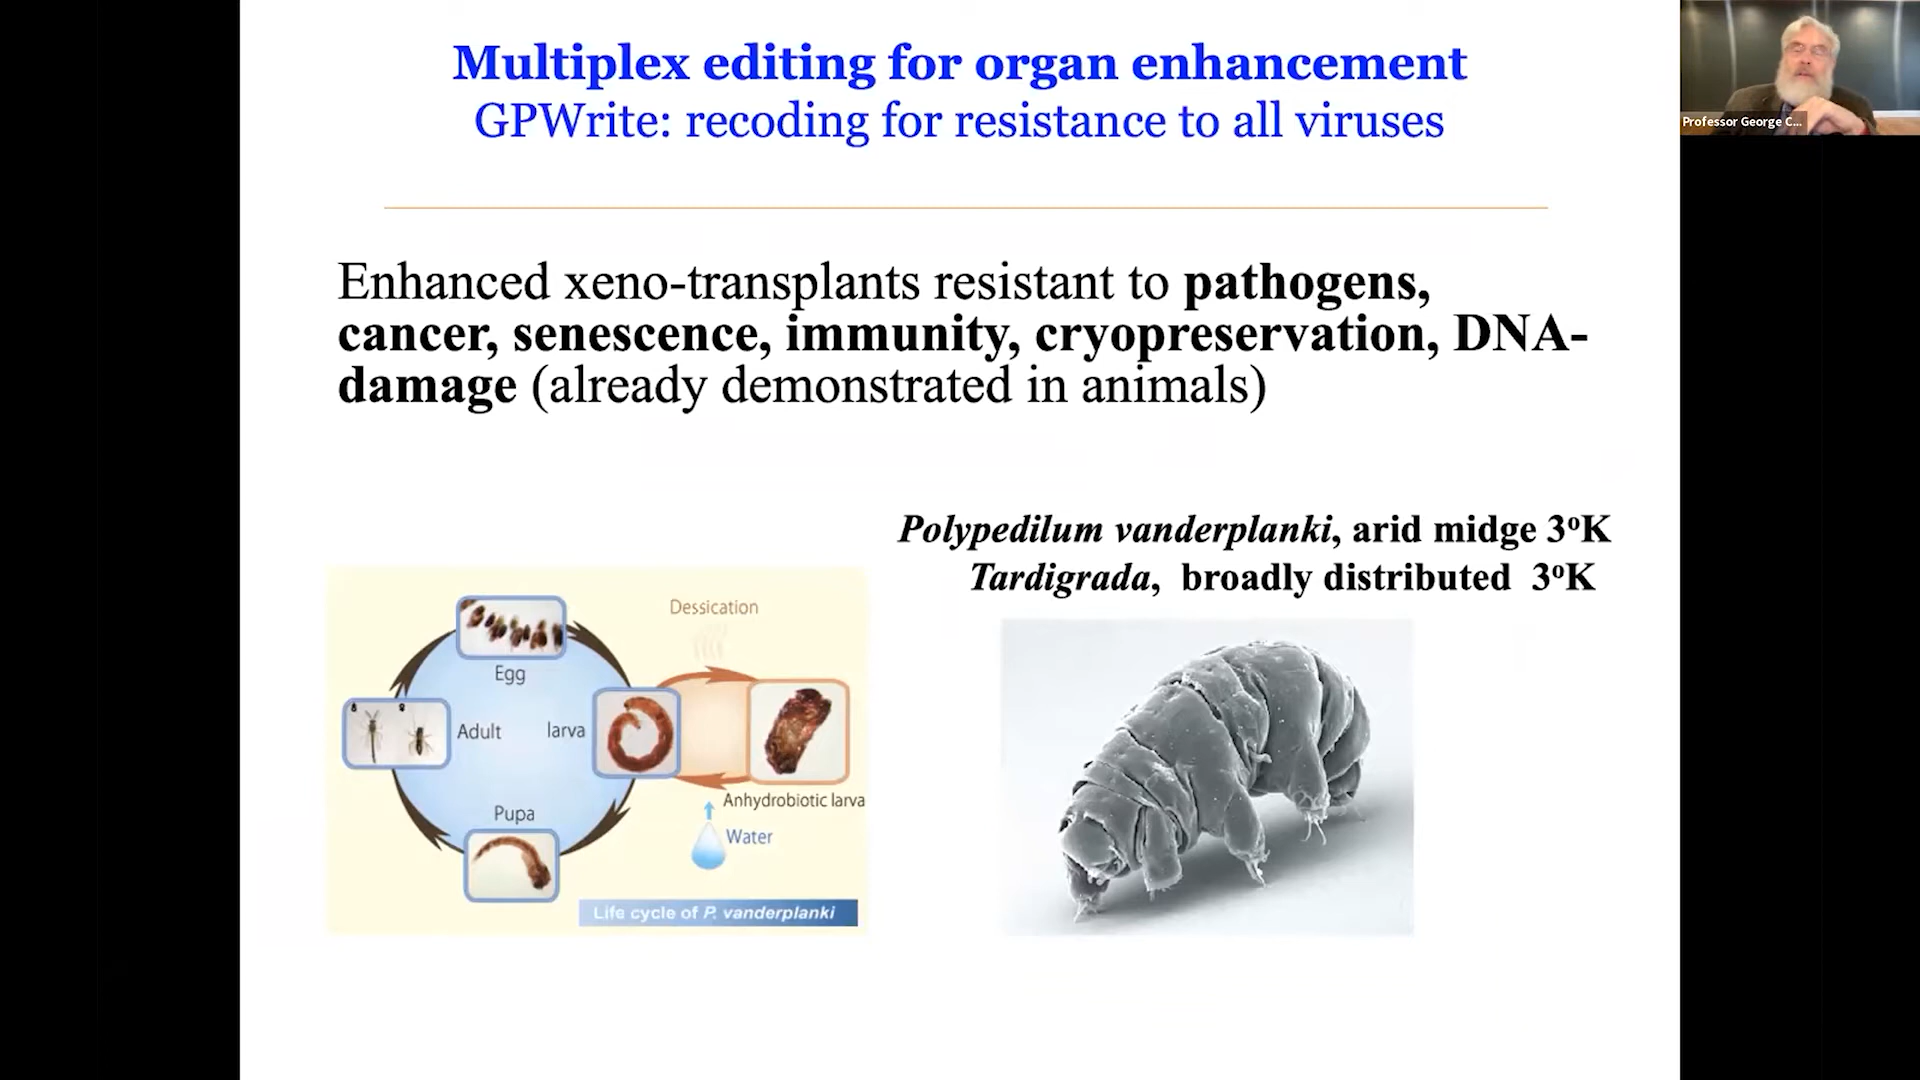 Multiplex editing for organ enhancement
GPWrite: recoding for resistance to all viruses
Professor George C...
Enhanced xeno-transplants resistant to pathogens,
cancer, senescence, immunity, cryopreservation, DNA-
damage (already demonstrated in animals)
Polypedilum vanderplanki, arid midge 3ºK
Tardigrada, broadly distributed 3ºK
Dessication
Egg
Adult
larva
Anhydrobiotic larva
Pupa
Water
Life cycle of P. vanderplanki